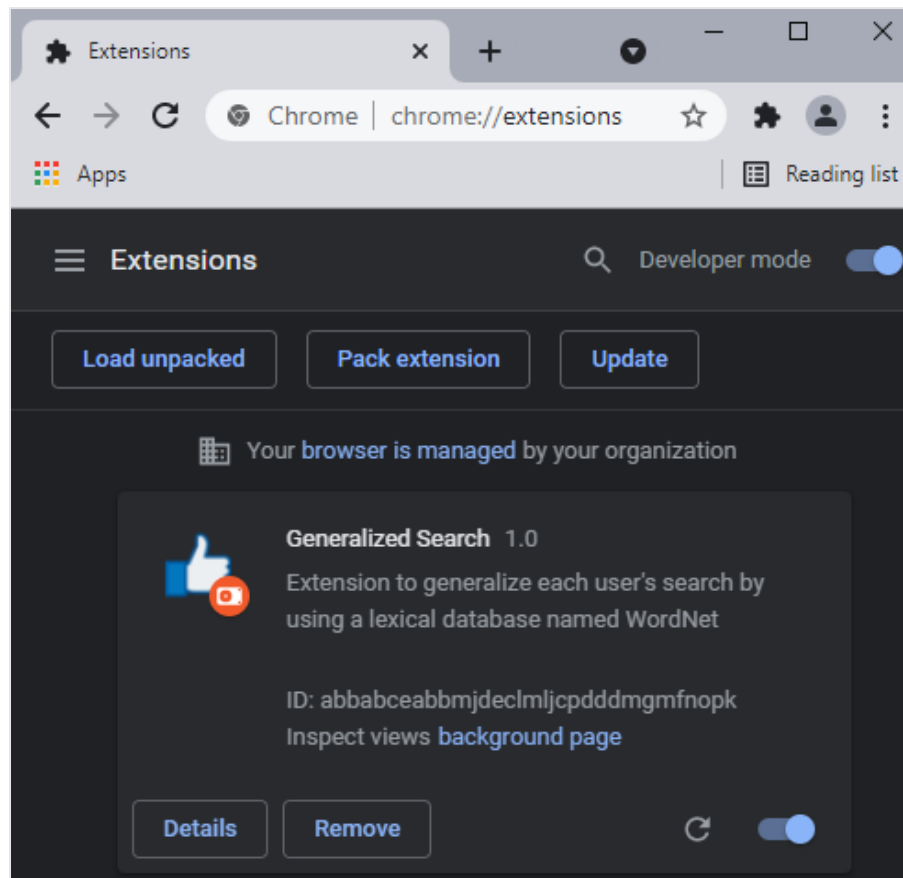 Extensions
Chrome | chrome://extensions
Apps
Reading list
Extensions
Developer mode
Load unpacked
Pack extension
Update
Your browser is managed by your organization
Generalized Search 1.0
Extension to generalize each user's search by
using a lexical database named WordNet
ID: abbabceabbmjdeclmljcpdddmgmfnopk
Inspect views background page
Details
Remove